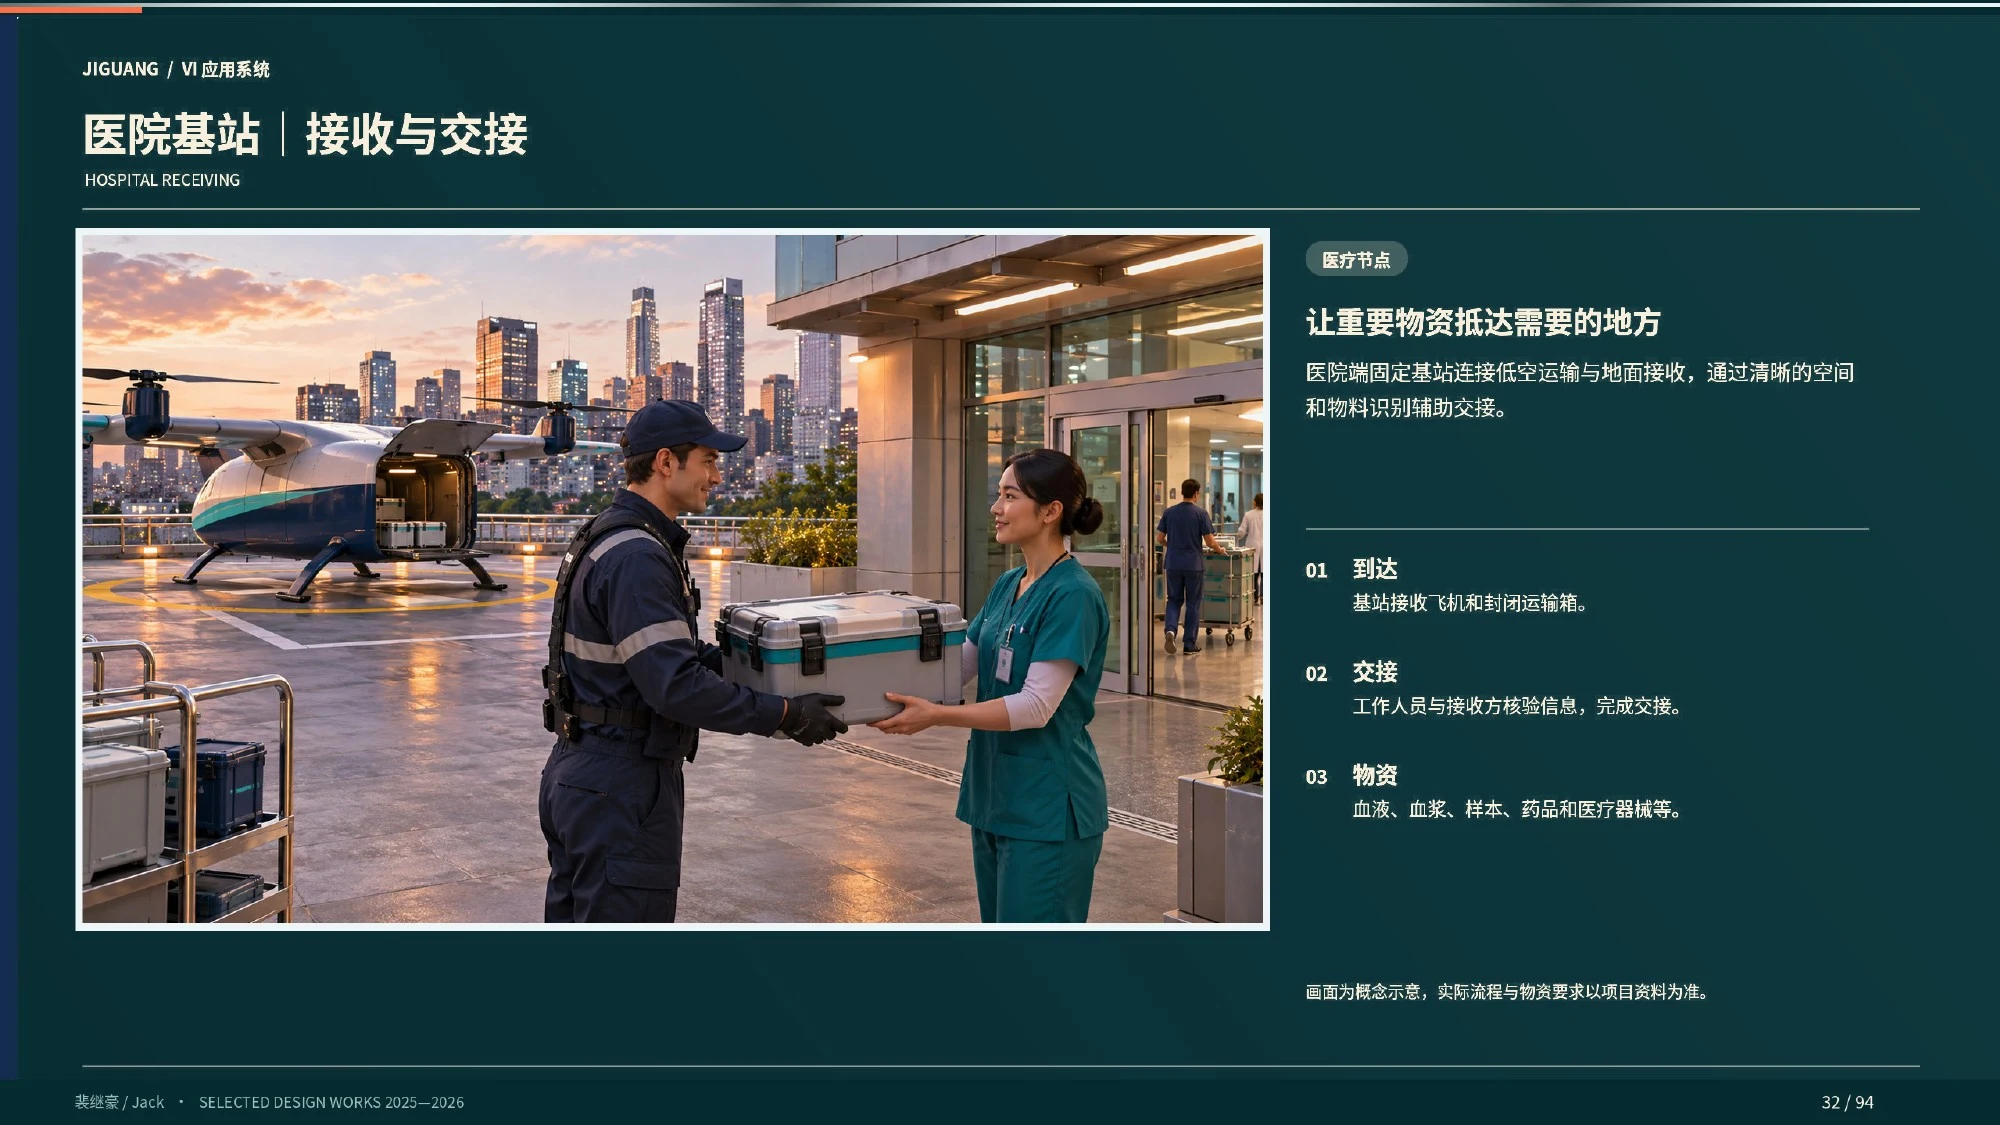 JIGUANG / VI 应用系统
医院基站｜接收与交接
HOSPITAL RECEIVING
医疗节点
让重要物资抵达需要的地方
医院端固定基站连接低空运输与地面接收，通过清晰的空间
和物料识别辅助交接。
01 到达
基站接收飞机和封闭运输箱。
02 交接
工作人员与接收方核验信息，完成交接。
03 物资
血液、血浆、样本、药品和医疗器械等。
画面为概念示意，实际流程与物资要求以项目资料为准。
裴继豪 / Jack · SELECTED DESIGN WORKS 2025—2026
32 / 94